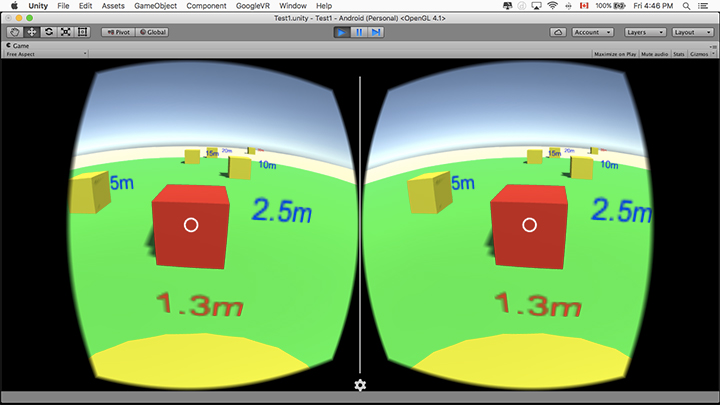 Unity File Edit Assets GameObject Component GoogleVR Window Help 100% Fri 4:46 PM
Test1.unity - Test1 - Android (Personal) <OpenGL 4.1>
Pivot Global Account Layers Layout
Game
Free Aspect Maximize on Play Mute audio Stats Gizmos
15m 20m 15m 20m
10m 10m
5m 5m
2.5m 2.5m
1.3m 1.3m